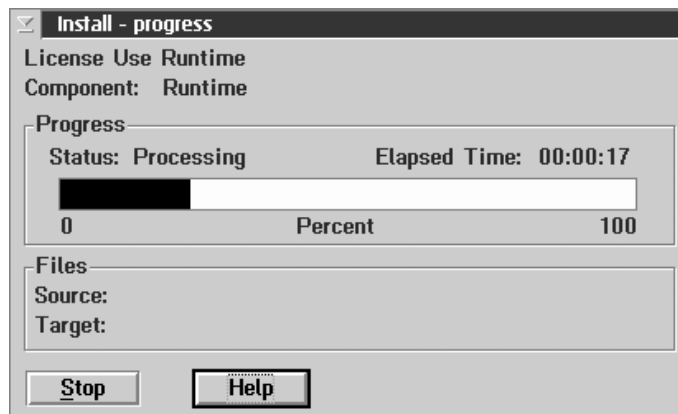 Install - progress
License Use Runtime
Component: Runtime
Progress
Status: Processing Elapsed Time: 00:00:17
0 Percent 100
Files
Source:
Target:
Stop Help